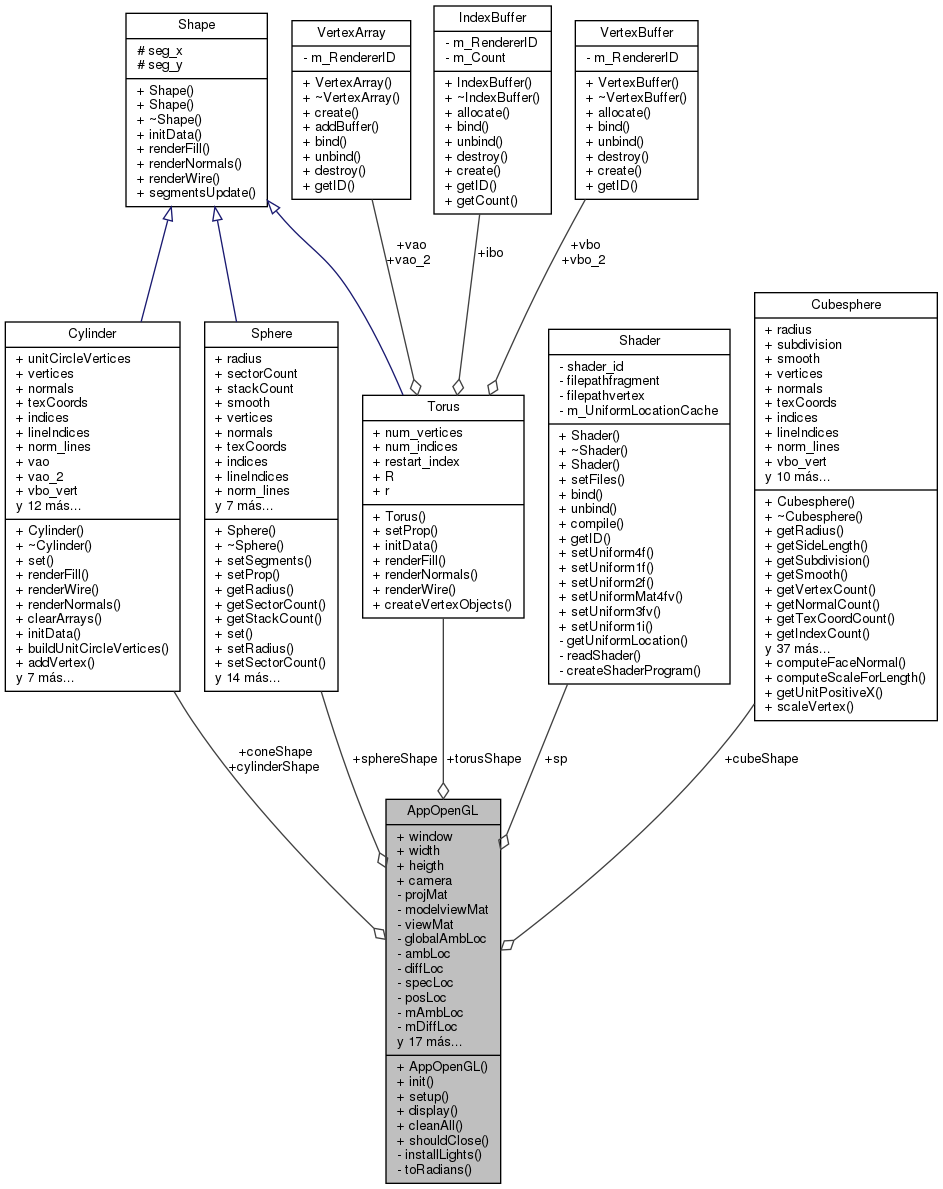 Shape
# seg_x
# seg_y
+ Shape()
+ Shape()
+ ~Shape()
+ initData()
+ renderFill()
+ renderNormals()
+ renderWire()
+ segmentsUpdate()
VertexArray
- m_RendererID
+ VertexArray()
+ ~VertexArray()
+ create()
+ addBuffer()
+ bind()
+ unbind()
+ destroy()
+ getID()
IndexBuffer
- m_RendererID
- m_Count
+ IndexBuffer()
+ ~IndexBuffer()
+ allocate()
+ bind()
+ unbind()
+ destroy()
+ create()
+ getID()
+ getCount()
VertexBuffer
- m_RendererID
+ VertexBuffer()
+ ~VertexBuffer()
+ allocate()
+ bind()
+ unbind()
+ destroy()
+ create()
+ getID()
+vao
+vao_2
+ibo
+vbo
+vbo_2
Cylinder
+ unitCircleVertices
+ vertices
+ normals
+ texCoords
+ indices
+ lineIndices
+ norm_lines
+ vao
+ vao_2
+ vbo_vert
y 12 más...
+ Cylinder()
+ ~Cylinder()
+ set()
+ renderFill()
+ renderWire()
+ renderNormals()
+ clearArrays()
+ initData()
+ buildUnitCircleVertices()
+ addVertex()
y 7 más...
Sphere
+ radius
+ sectorCount
+ stackCount
+ smooth
+ vertices
+ normals
+ texCoords
+ indices
+ lineIndices
+ norm_lines
y 7 más...
+ Sphere()
+ ~Sphere()
+ setSegments()
+ setProp()
+ getRadius()
+ getSectorCount()
+ getStackCount()
+ set()
+ setRadius()
+ setSectorCount()
y 14 más...
Torus
+ num_vertices
+ num_indices
+ restart_index
+ R
+ r
+ Torus()
+ setProp()
+ initData()
+ renderFill()
+ renderNormals()
+ renderWire()
+ createVertexObjects()
Shader
- shader_id
- filepathfragment
- filepathvertex
- m_UniformLocationCache
+ Shader()
+ ~Shader()
+ Shader()
+ setFiles()
+ bind()
+ unbind()
+ compile()
+ getID()
+ setUniform4f()
+ setUniform1f()
+ setUniform2f()
+ setUniformMat4fv()
+ setUniform3fv()
+ setUniform1i()
- getUniformLocation()
- readShader()
- createShaderProgram()
Cubesphere
+ radius
+ subdivision
+ smooth
+ vertices
+ normals
+ texCoords
+ indices
+ lineIndices
+ norm_lines
+ vbo_vert
y 10 más...
+ Cubesphere()
+ ~Cubesphere()
+ getRadius()
+ getSideLength()
+ getSubdivision()
+ getSmooth()
+ getVertexCount()
+ getNormalCount()
+ getTexCoordCount()
+ getIndexCount()
y 37 más...
+ computeFaceNormal()
+ computeScaleForLength()
+ getUnitPositiveX()
+ scaleVertex()
+coneShape
+cylinderShape
+sphereShape
+torusShape
+sp
+cubeShape
AppOpenGL
+ window
+ width
+ heigth
+ camera
- projMat
- modelviewMat
- viewMat
- globalAmbLoc
- ambLoc
- diffLoc
- specLoc
- posLoc
- mAmbLoc
- mDiffLoc
y 17 más...
+ AppOpenGL()
+ init()
+ setup()
+ display()
+ cleanAll()
+ shouldClose()
- installLights()
- toRadians()